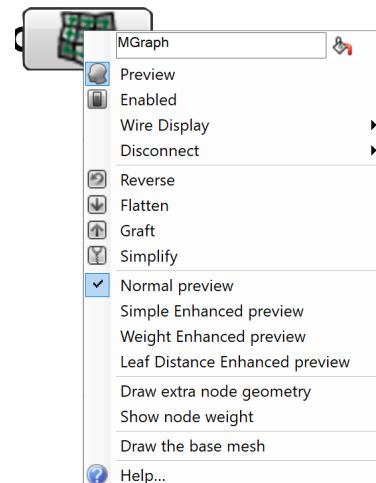 MGraph
Preview
Enabled
Wire Display
Disconnect
Reverse
Flatten
Graft
Simplify
Normal preview
Simple Enhanced preview
Weight Enhanced preview
Leaf Distance Enhanced preview
Draw extra node geometry
Show node weight
Draw the base mesh
Help...